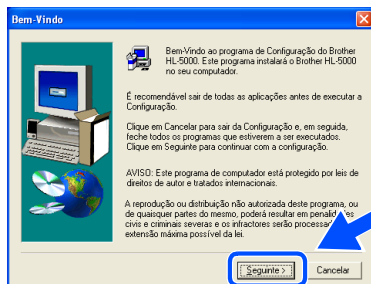 Bem-Vindo
Bem-Vindo ao programa de Configuração do Brother
HL-5000. Este programa instalará o Brother HL-5000
no seu computador.
É recomendável sair de todas as aplicações antes de executar a
Configuração.
Clique em Cancelar para sair da Configuração e, em seguida,
feche todos os programas que estiverem a ser executados.
Clique em Seguinte para continuar com a configuração.
AVISO: Este programa de computador está protegido por leis de
direitos de autor e tratados internacionais.
A reprodução ou distribuição não autorizada deste programa, ou
de quaisquer partes do mesmo, poderá resultar em
civis e criminais severas e os infractores serão
extensão máxima possível da lei.
Seguinte >
Cancelar